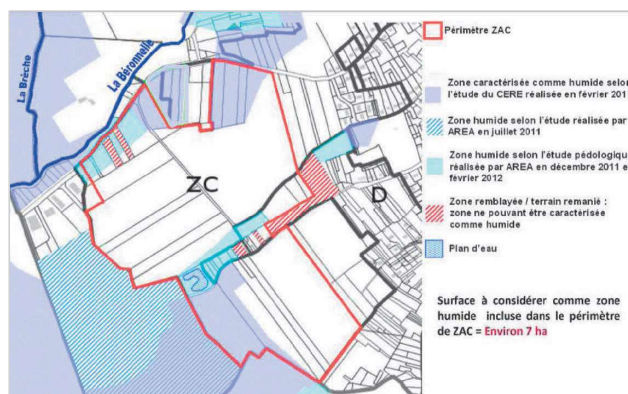 La Brèche
La Béronnelle
ZC
D
Périmètre ZAC
Zone caractérisée comme humide selon
l'étude du CERE réalisée en février 201
Zone humide selon l'étude réalisée par
AREA en juillet 2011
Zone humide selon l'étude pédologique
réalisée par AREA en décembre 2011 e
février 2012
Zone remblayée / terrain remanié :
zone ne pouvant être caractérisée
comme humide
Plan d'eau
Surface à considérer comme zone
humide incluse dans le périmètre
de ZAC = Environ 7 ha